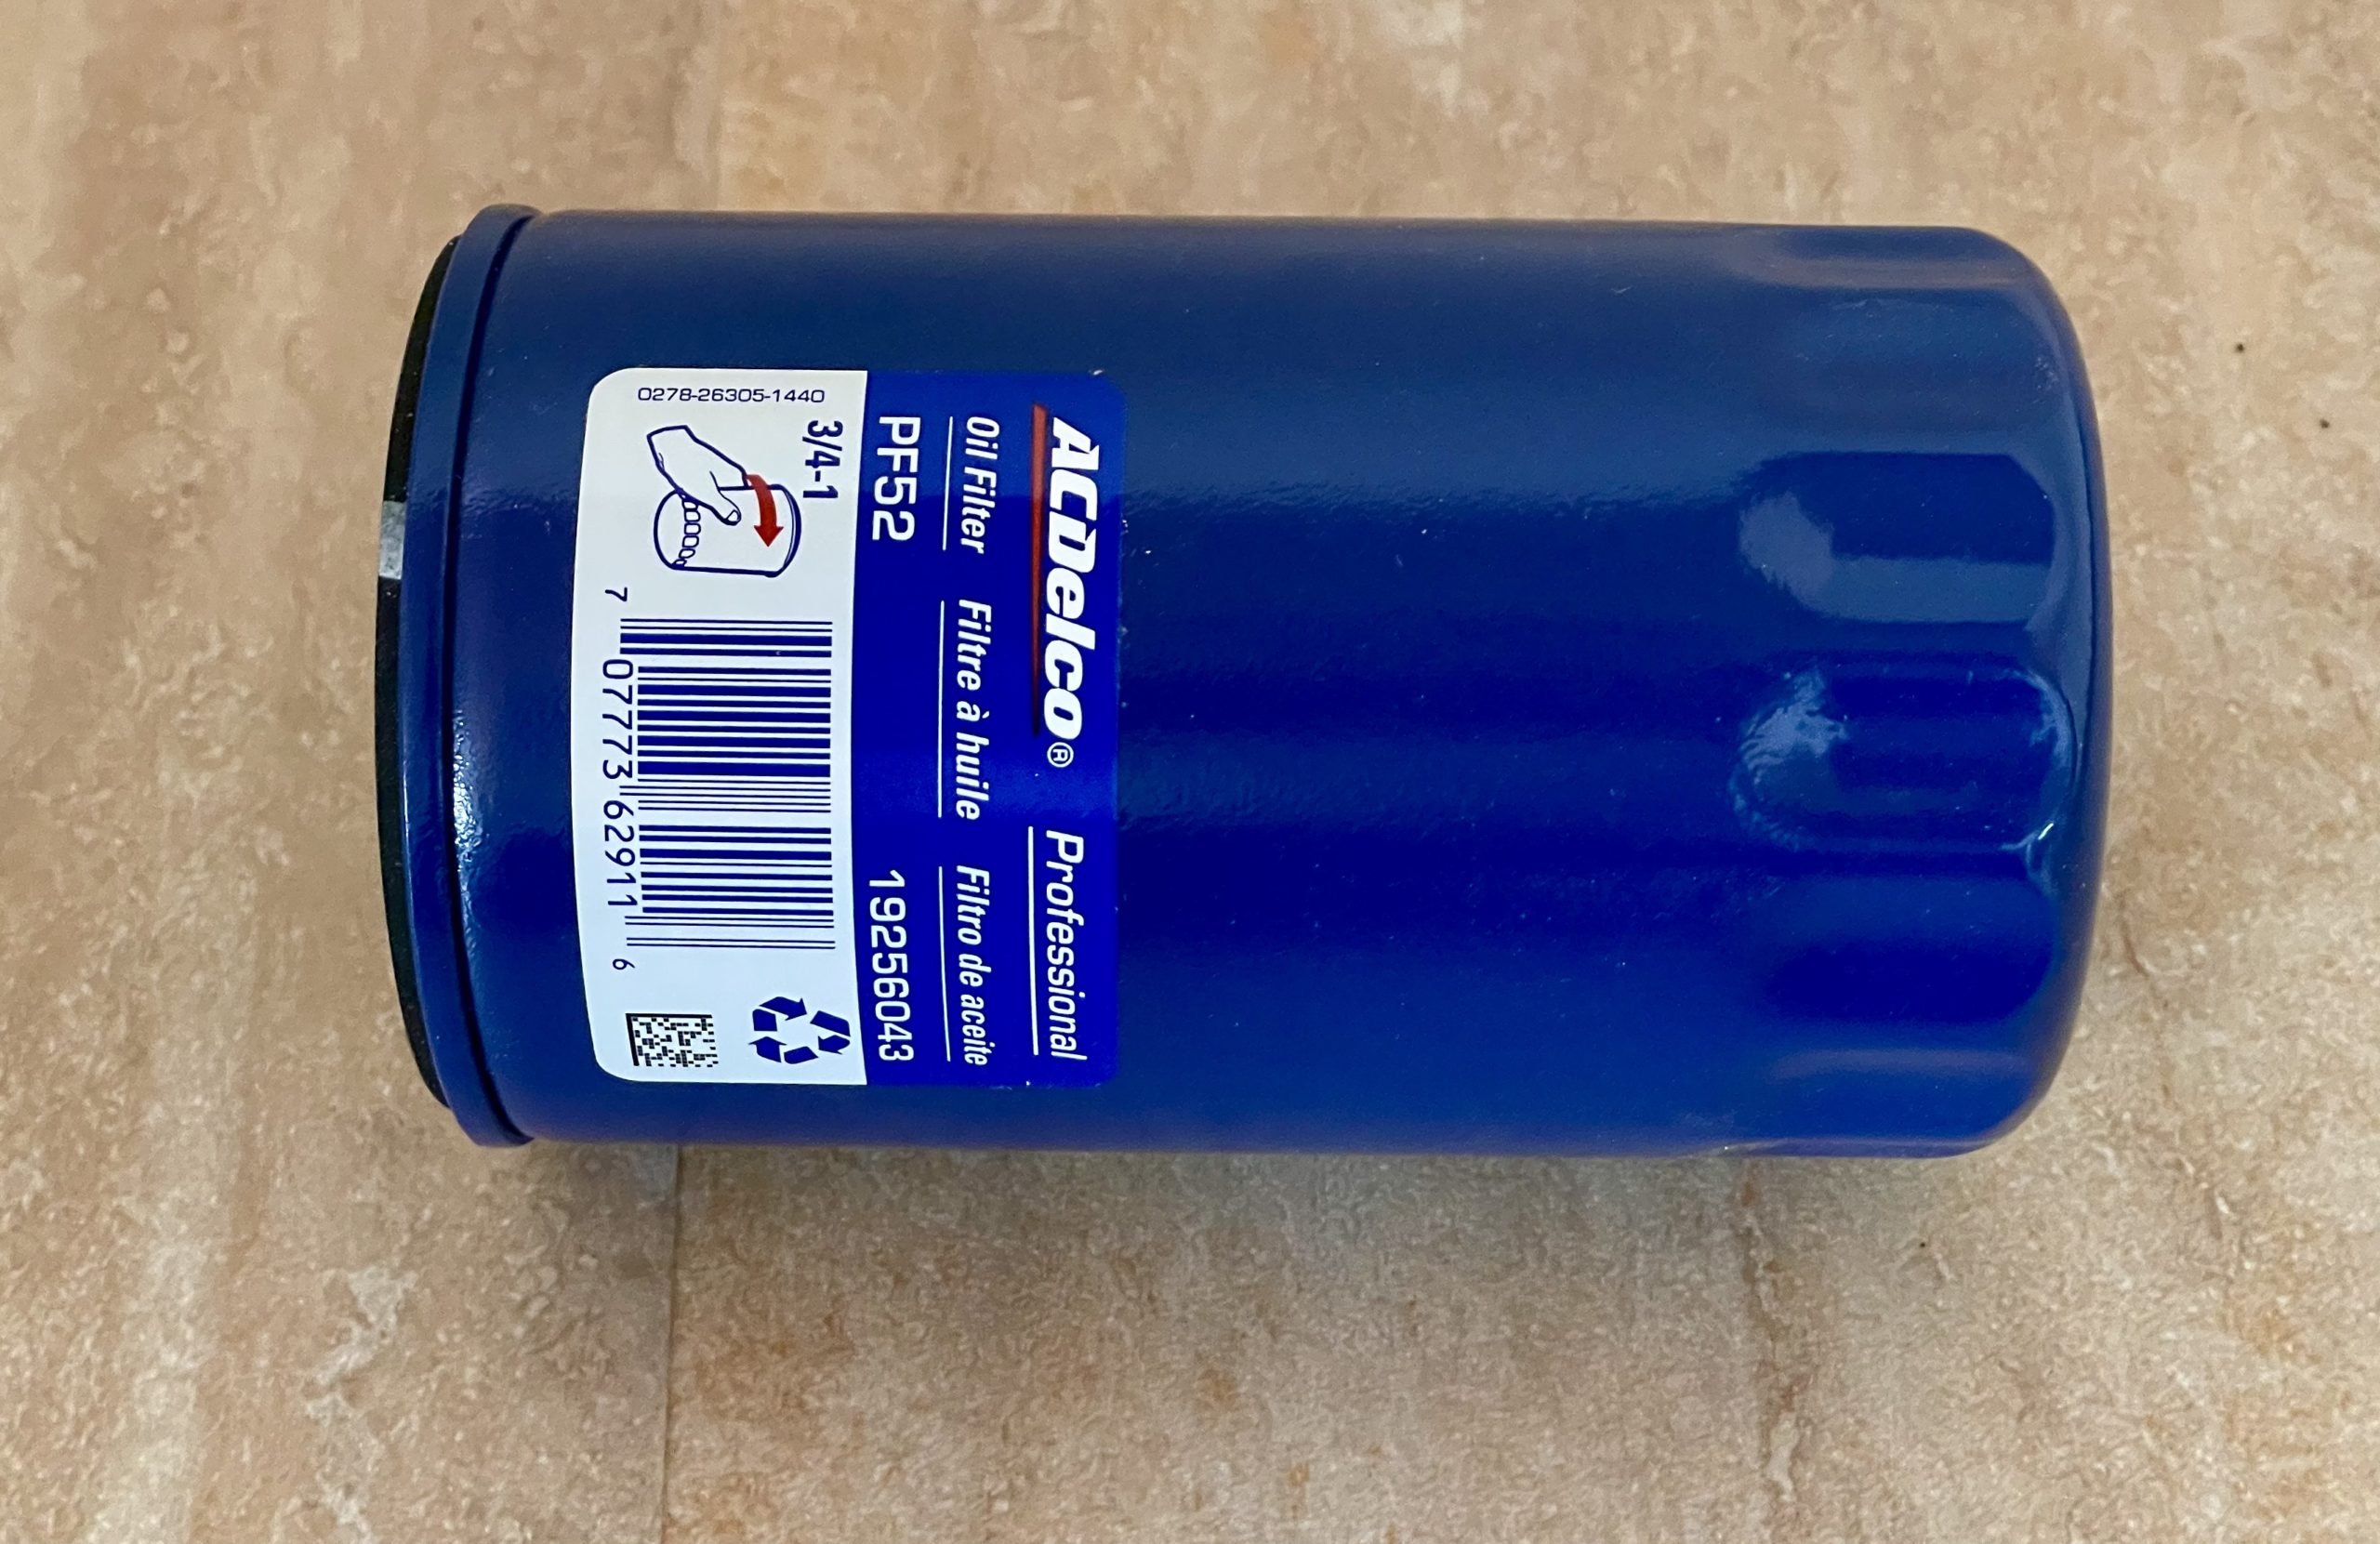 ACDelco® Professional
Oil Filter Filtre à huile Filtro de aceite
PF52 19256043
3/4-1
0278-26305-1440
7 07773 62911 6